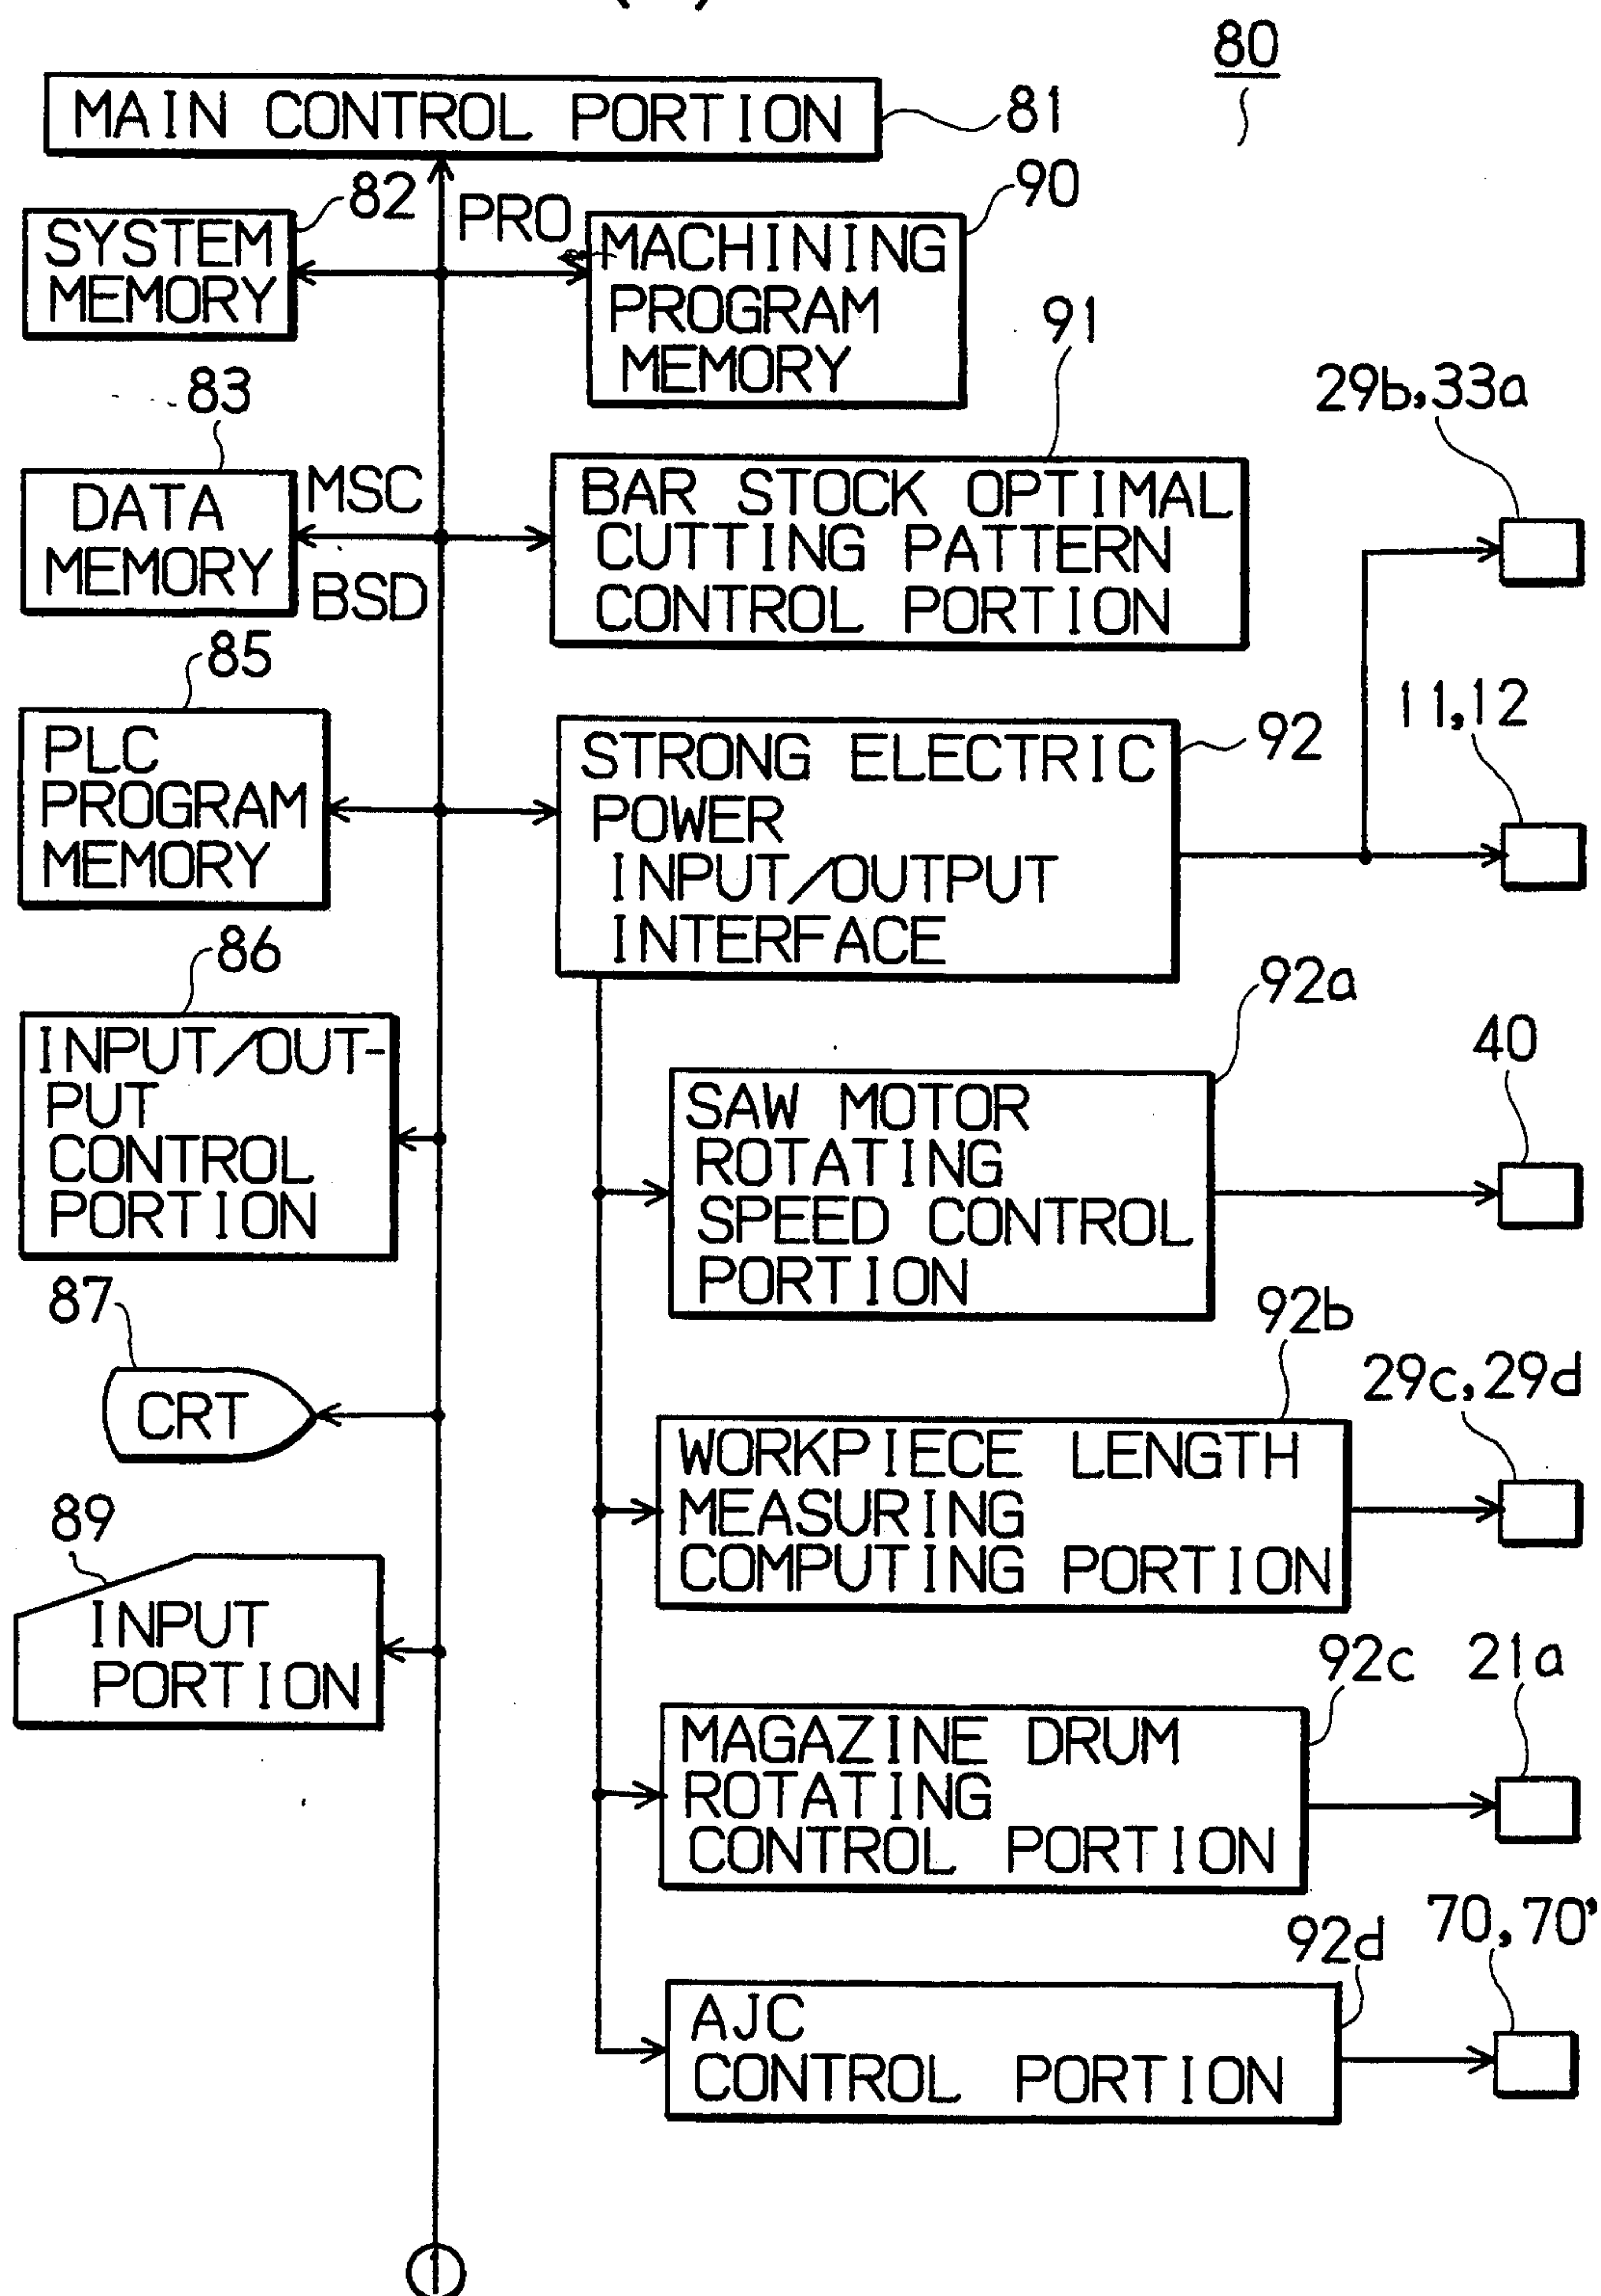 80
MAIN CONTROL PORTION
81
82
PRO
90
SYSTEM
MEMORY
MACHINING
PROGRAM
MEMORY
91
83
29b,33a
DATA
MEMORY
MSC
BSD
BAR STOCK OPTIMAL
CUTTING PATTERN
CONTROL PORTION
85
11,12
PLC
PROGRAM
MEMORY
STRONG ELECTRIC
POWER
INPUT/OUTPUT
INTERFACE
92
86
92a
INPUT/OUT-
PUT
CONTROL
PORTION
40
SAW MOTOR
ROTATING
SPEED CONTROL
PORTION
87
92b
CRT
29c,29d
WORKPIECE LENGTH
MEASURING
COMPUTING PORTION
89
INPUT
PORTION
92c
21a
MAGAZINE DRUM
ROTATING
CONTROL PORTION
92d
70,70'
AJC
CONTROL PORTION